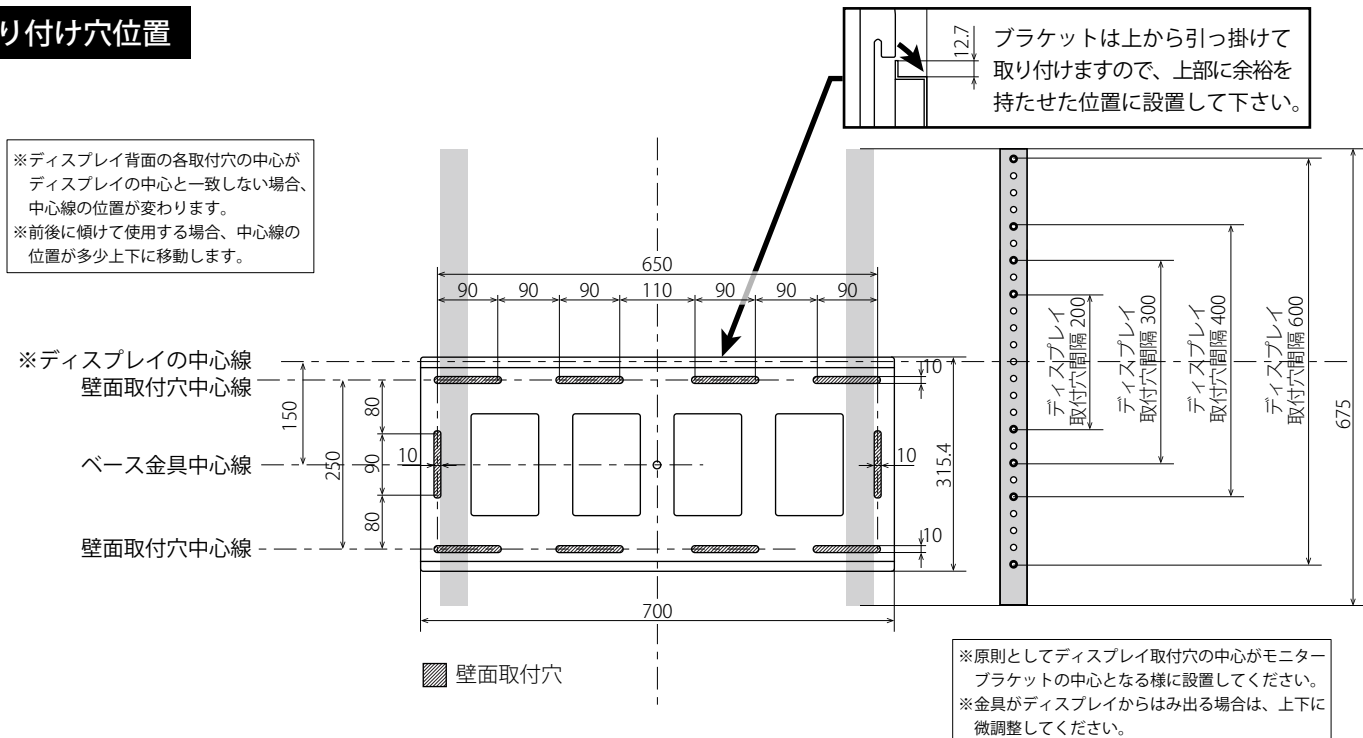 り付け穴位置
12.7
ブラケットは上から引っ掛けて
取り付けますので、上部に余裕を
持たせた位置に設置して下さい。
※ディスプレイ背面の各取付穴の中心が
ディスプレイの中心と一致しない場合、
中心線の位置が変わります。
※前後に傾けて使用する場合、中心線の
位置が多少上下に移動します。
650
90 90 90 110 90 90 90
※ディスプレイの中心線
壁面取付穴中心線
ベース金具中心線
壁面取付穴中心線
150
250
80
90
80
10
10
10
10
315.4
700
ディスプレイ
取付穴間隔 200
ディスプレイ
取付穴間隔 300
ディスプレイ
取付穴間隔 400
ディスプレイ
取付穴間隔 600
675
壁面取付穴
※原則としてディスプレイ取付穴の中心がモニター
ブラケットの中心となる様に設置してください。
※金具がディスプレイからはみ出る場合は、上下に
微調整してください。